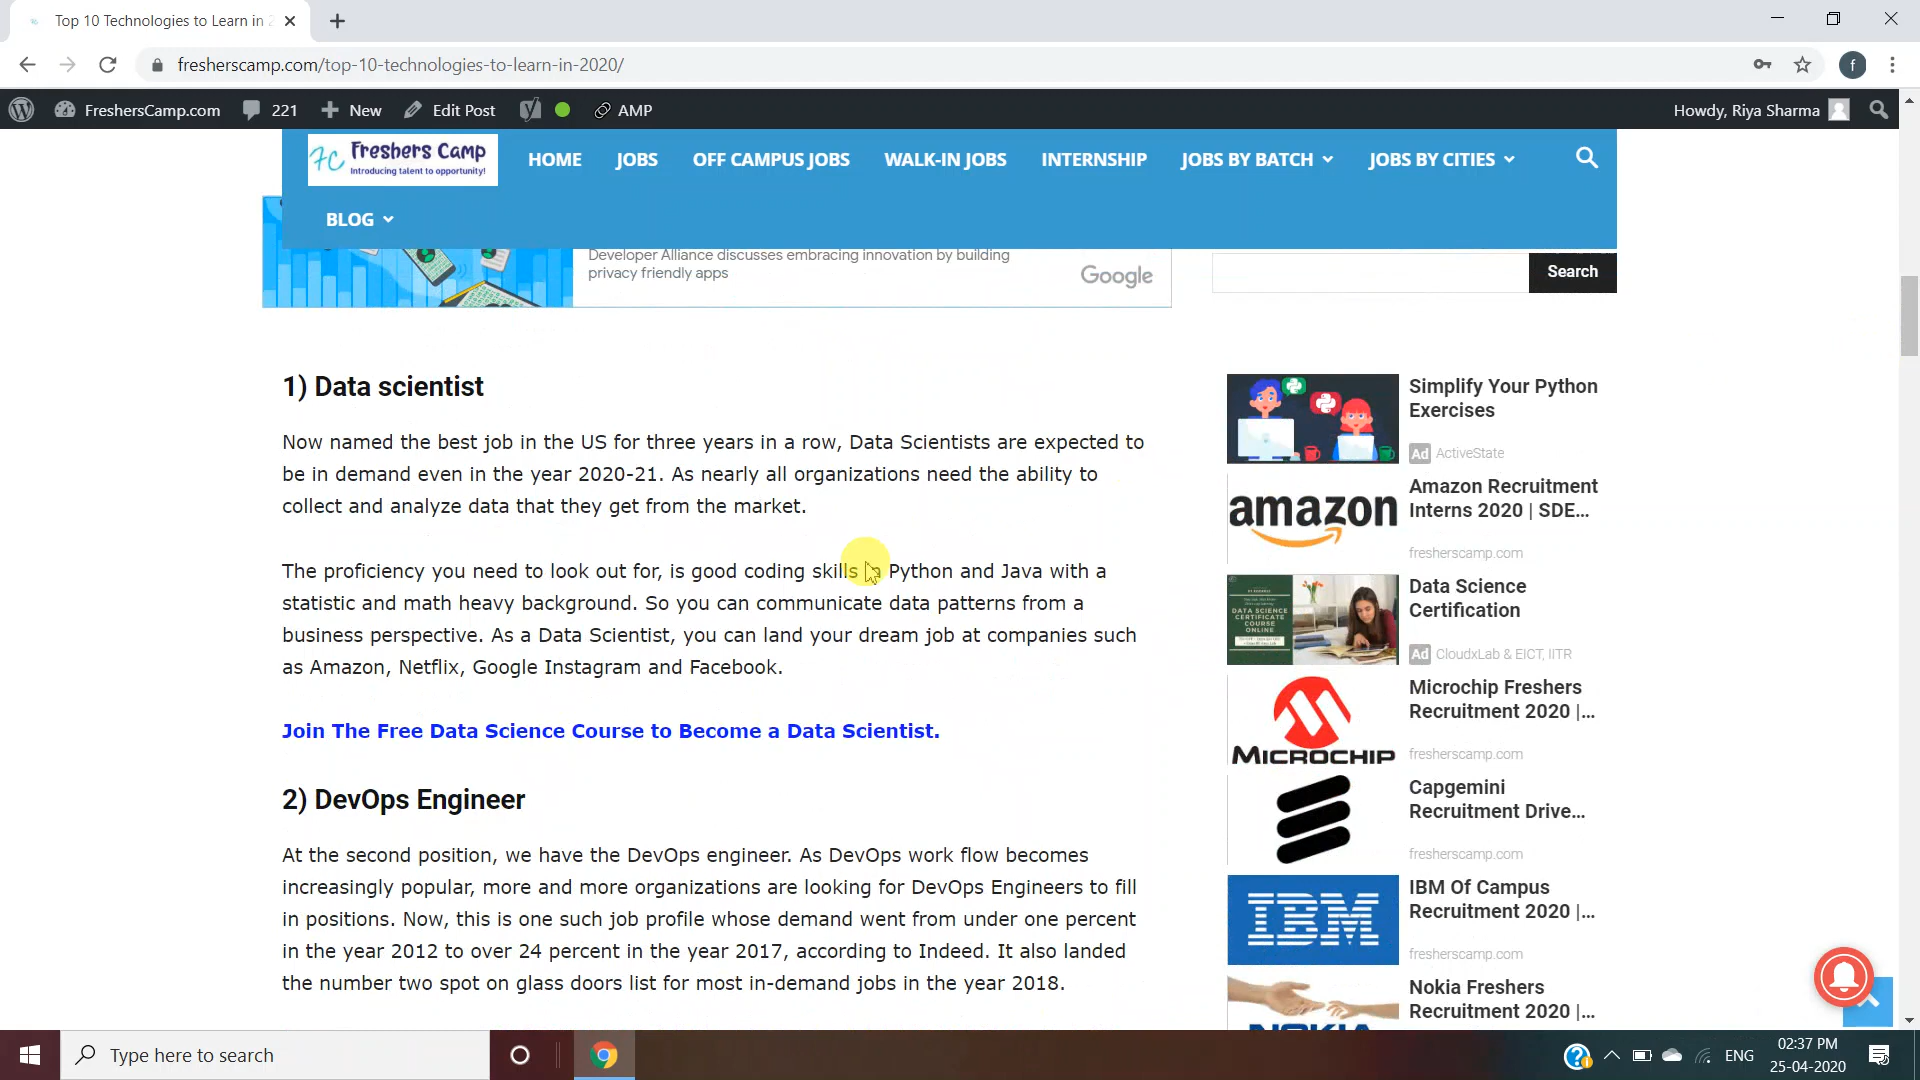 Top 10 Technologies to Learn in 2
fresherscamp.com/top-10-technologies-to-learn-in-2020/
f
FreshersCamp.com 221 New Edit Post AMP Howdy, Riya Sharma
FC Freshers Camp
Introducing talent to opportunity!
HOME JOBS OFF CAMPUS JOBS WALK-IN JOBS INTERNSHIP JOBS BY BATCH JOBS BY CITIES
BLOG
Developer Alliance discusses embracing innovation by building
privacy friendly apps
Google
Search
1) Data scientist
Now named the best job in the US for three years in a row, Data Scientists are expected to
be in demand even in the year 2020-21. As nearly all organizations need the ability to
collect and analyze data that they get from the market.
The proficiency you need to look out for, is good coding skills in Python and Java with a
statistic and math heavy background. So you can communicate data patterns from a
business perspective. As a Data Scientist, you can land your dream job at companies such
as Amazon, Netflix, Google Instagram and Facebook.
Join The Free Data Science Course to Become a Data Scientist.
2) DevOps Engineer
At the second position, we have the DevOps engineer. As DevOps work flow becomes
increasingly popular, more and more organizations are looking for DevOps Engineers to fill
in positions. Now, this is one such job profile whose demand went from under one percent
in the year 2012 to over 24 percent in the year 2017, according to Indeed. It also landed
the number two spot on glass doors list for most in-demand jobs in the year 2018.
Simplify Your Python
Exercises
Ad ActiveState
amazon
Amazon Recruitment
Interns 2020 | SDE...
fresherscamp.com
DATA SCIENCE
CERTIFICATE
COURSE
ONLINE
Data Science
Certification
Ad CloudxLab & EICT, IITR
MICROCHIP
Microchip Freshers
Recruitment 2020 |...
fresherscamp.com
Capgemini
Recruitment Drive...
fresherscamp.com
IBM
IBM Of Campus
Recruitment 2020 |...
fresherscamp.com
NOKIA
Nokia Freshers
Recruitment 2020 |...
Type here to search
ENG
02:37 PM
25-04-2020